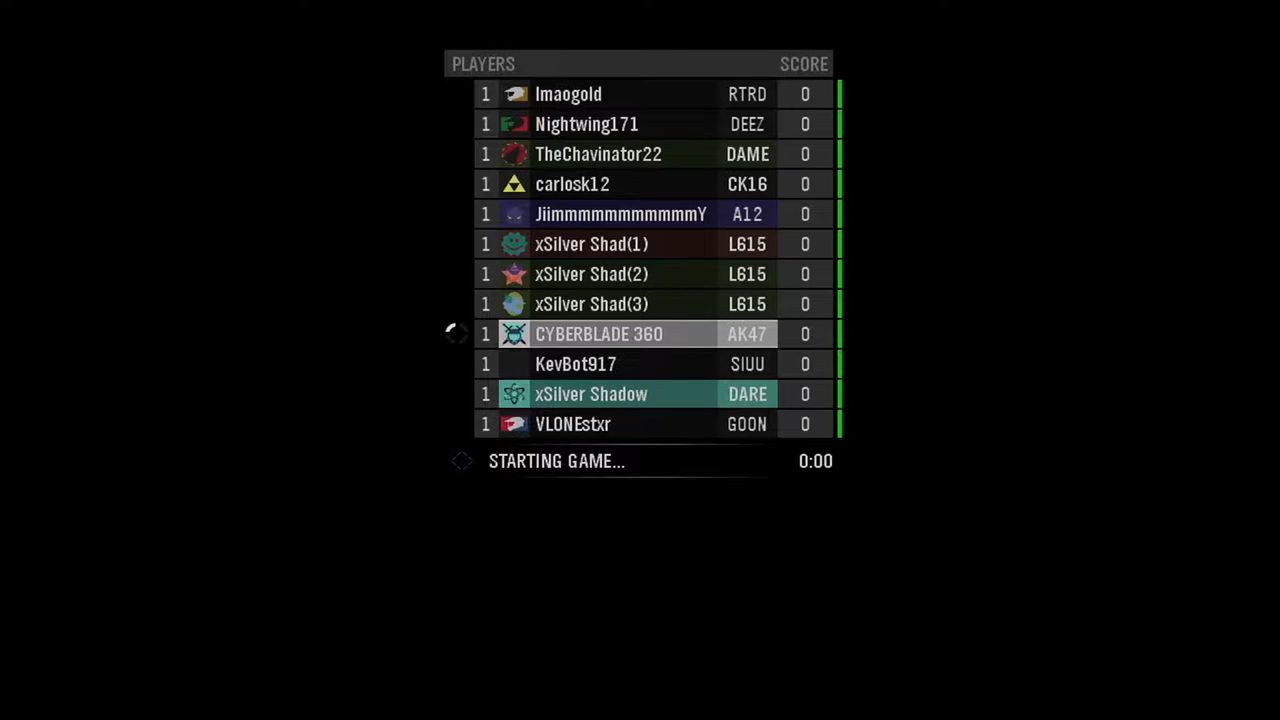 PLAYERS SCORE
1 lmaogold RTRD 0
1 Nightwing171 DEEZ 0
1 TheChavinator22 DAME 0
1 carlosk12 CK16 0
1 JiimmmmmmmmmmmY A12 0
1 xSilver Shad(1) L615 0
1 xSilver Shad(2) L615 0
1 xSilver Shad(3) L615 0
1 CYBERBLADE 360 AK47 0
1 KevBot917 SIUU 0
1 xSilver Shadow DARE 0
1 VLONEstxr GOON 0
STARTING GAME... 0:00